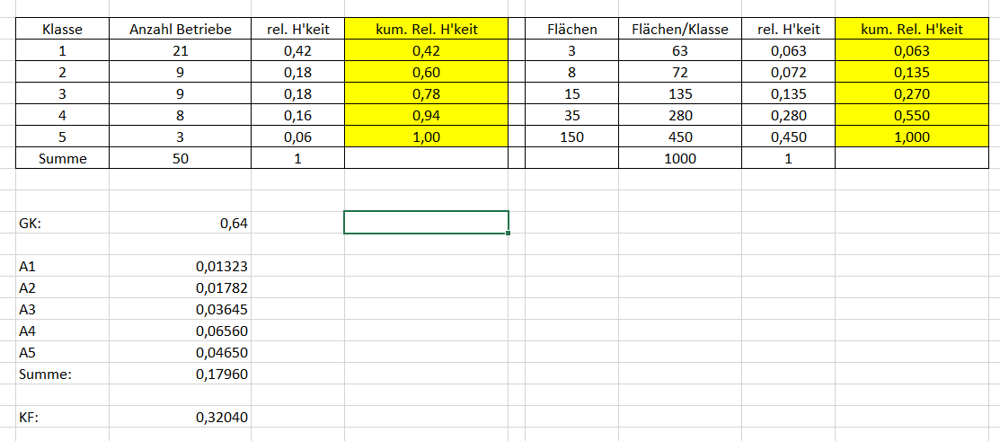 Klasse Anzahl Betriebe rel. H'keit kum. Rel. H'keit Flächen Flächen/Klasse rel. H'keit kum. Rel. H'keit
1 21 0,42 0,42 3 63 0,063 0,063
2 9 0,18 0,60 8 72 0,072 0,135
3 9 0,18 0,78 15 135 0,135 0,270
4 8 0,16 0,94 35 280 0,280 0,550
5 3 0,06 1,00 150 450 0,450 1,000
Summe 50 1 1000 1
GK: 0,64
A1 0,01323
A2 0,01782
A3 0,03645
A4 0,06560
A5 0,04650
Summe: 0,17960
KF: 0,32040